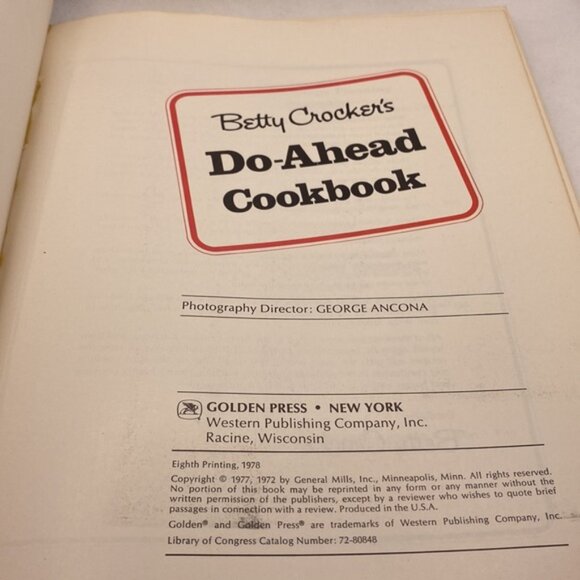 Betty Crocker's
Do-Ahead
Cookbook
Photography Director: GEORGE ANCONA
GOLDEN PRESS • NEW YORK
Western Publishing Company, Inc.
Racine, Wisconsin
Eighth Printing, 1978
Copyright © 1977, 1972 by General Mills, Inc., Minneapolis, Minn. All rights reserved.
No portion of this book may be reprinted in any form or any manner without the
written permission of the publishers, except by a reviewer who wishes to quote brief
passages in connection with a review. Produced in the U.S.A.
Golden® and Golden Press® are trademarks of Western Publishing Company, Inc.
Library of Congress Catalog Number: 72-80848